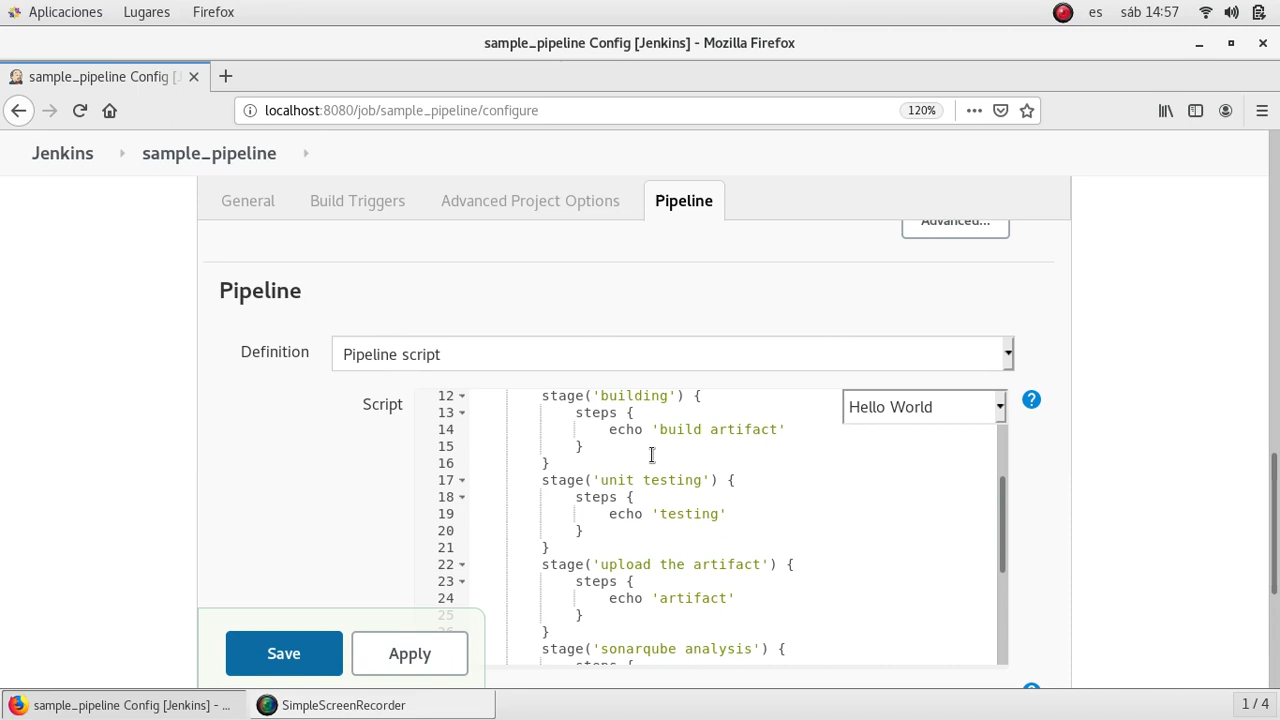 Aplicaciones Lugares Firefox es sáb 14:57
sample_pipeline Config [Jenkins] - Mozilla Firefox
sample_pipeline Config [
localhost:8080/job/sample_pipeline/configure 120%
Jenkins sample_pipeline
General Build Triggers Advanced Project Options Pipeline
Advanced...
Pipeline
Definition Pipeline script
Script Hello World
12 stage('building') {
13 steps {
14 echo 'build artifact'
15 }
16 }
17 stage('unit testing') {
18 steps {
19 echo 'testing'
20 }
21 }
22 stage('upload the artifact') {
23 steps {
24 echo 'artifact'
25 }
}
stage('sonarqube analysis') {
steps {
Save Apply
sample_pipeline Config [Jenkins] - ... SimpleScreenRecorder 1 / 4